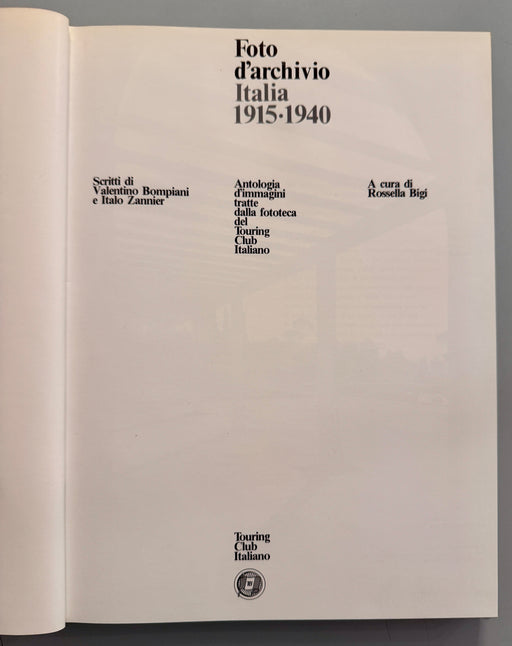 Foto
d'archivio
Italia
1915·1940
Scritti di
Valentino Bompiani
e Italo Zannier
Antologia
d'immagini
tratte
dalla fototeca
del
Touring
Club
Italiano
A cura di
Rossella Bigi
Touring
Club
Italiano